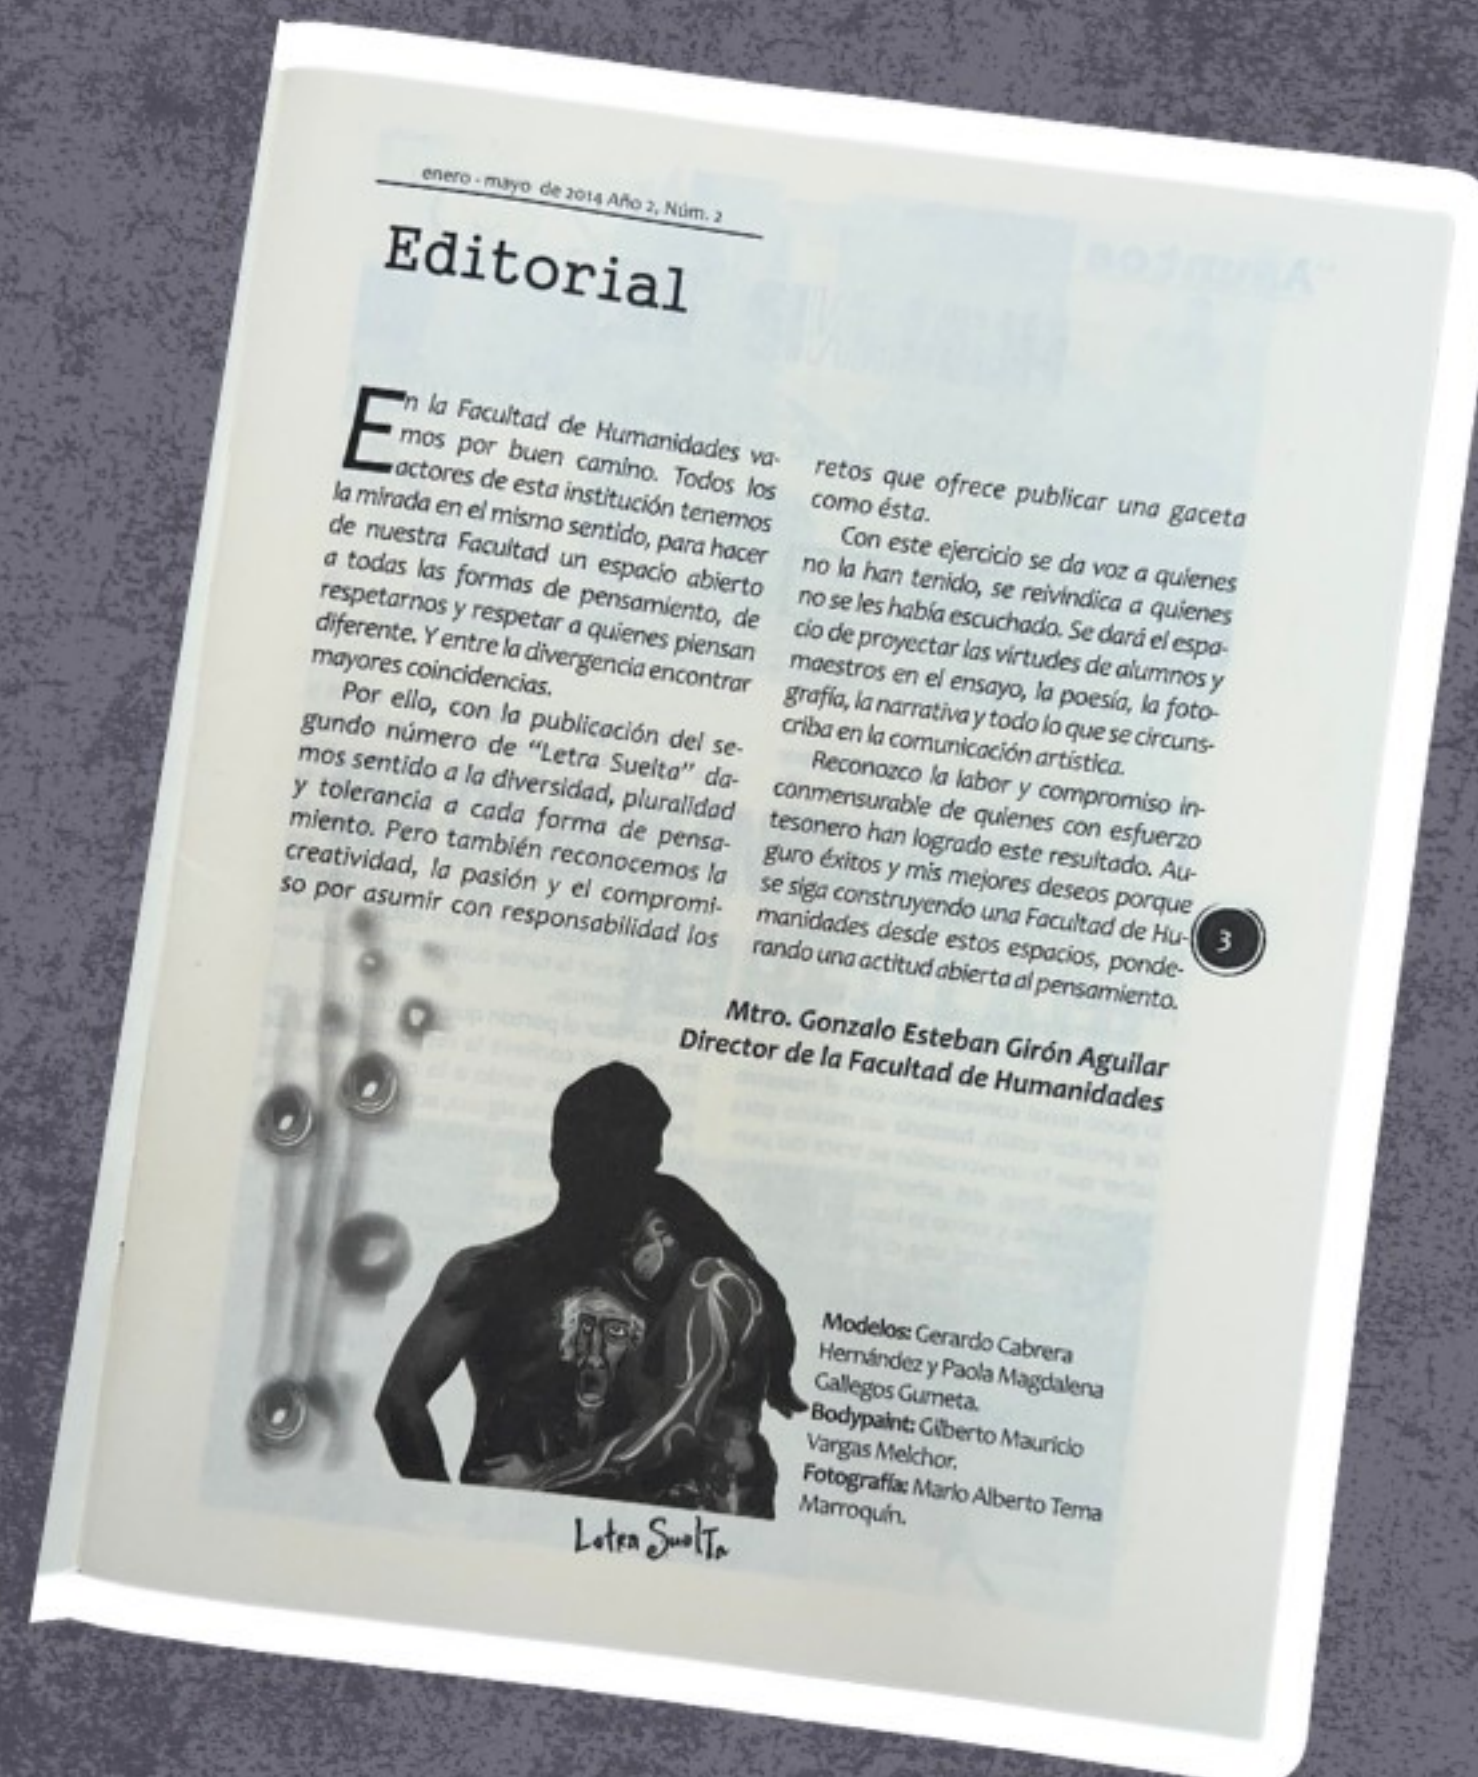 enero - mayo de 2014 Año 2, Núm. 2
Editorial
En la Facultad de Humanidades va-
mos por buen camino. Todos los
actores de esta institución tenemos
la mirada en el mismo sentido, para hacer
de nuestra Facultad un espacio abierto
a todas las formas de pensamiento, de
respetarnos y respetar a quienes piensan
diferente. Y entre la divergencia encontrar
mayores coincidencias.
Por ello, con la publicación del se-
gundo número de “Letra Suelta” da-
mos sentido a la diversidad, pluralidad
y tolerancia a cada forma de pensa-
miento. Pero también reconocemos la
creatividad, la pasión y el compromi-
so por asumir con responsabilidad los
retos que ofrece publicar una gaceta
como ésta.
Con este ejercicio se da voz a quienes
no la han tenido, se reivindica a quienes
no se les había escuchado. Se dará el espa-
cio de proyectar las virtudes de alumnos y
maestros en el ensayo, la poesía, la foto-
grafía, la narrativa y todo lo que se circuns-
criba en la comunicación artística.
Reconozco la labor y compromiso in-
conmensurable de quienes con esfuerzo
tesonero han logrado este resultado. Au-
guro éxitos y mis mejores deseos porque
se siga construyendo una Facultad de Hu-
manidades desde estos espacios, ponde-
rando una actitud abierta al pensamiento.
3
Mtro. Gonzalo Esteban Girón Aguilar
Director de la Facultad de Humanidades
Modelos: Gerardo Cabrera
Hernández y Paola Magdalena
Gallegos Gumeta.
Bodypaint: Gilberto Mauricio
Vargas Melchor.
Fotografía: Mario Alberto Tema
Marroquín.
Letra Suelta